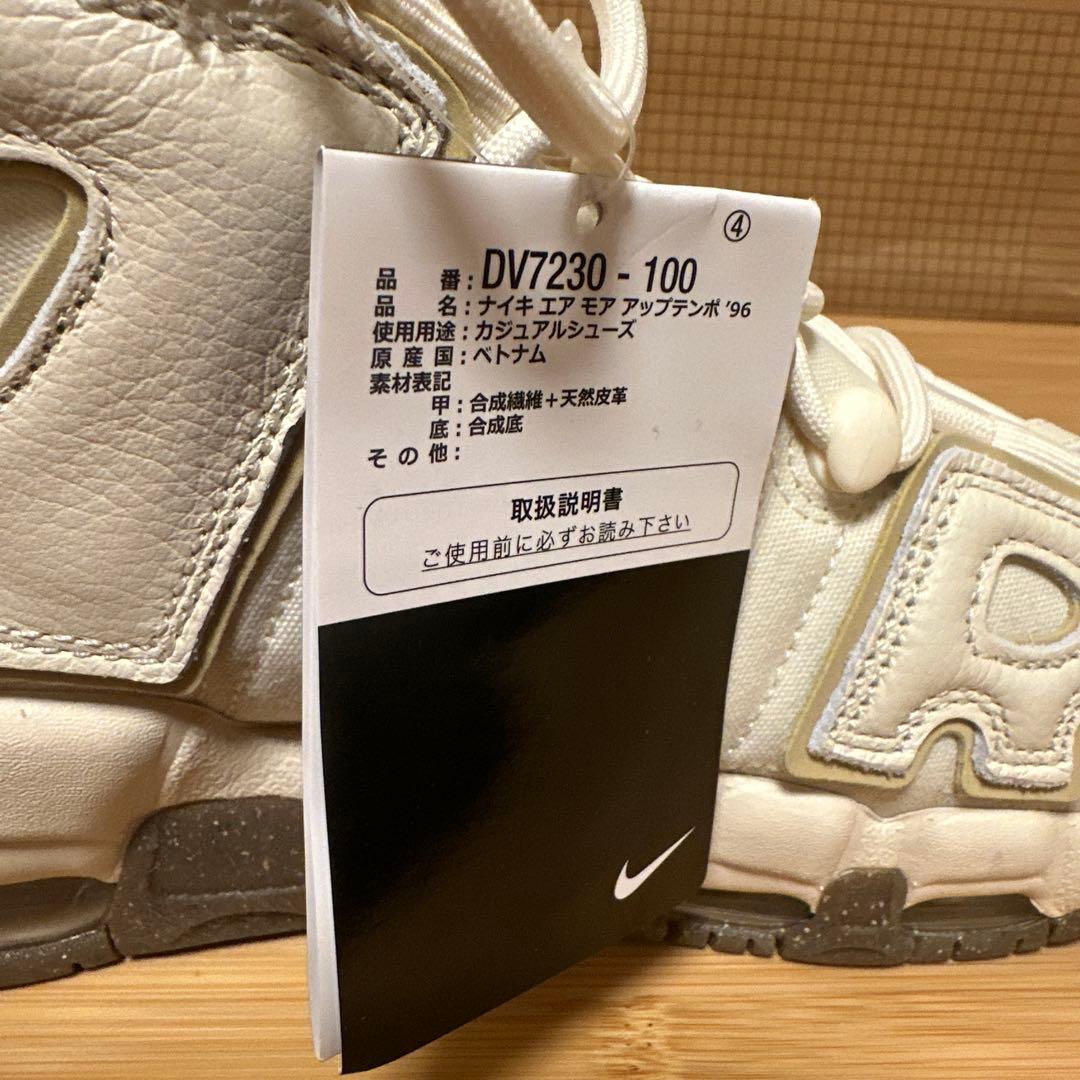 ④
品 番 : DV7230 - 100
品 名 : ナイキ エア モア アップテンポ '96
使用用途 : カジュアルシューズ
原 産 国 : ベトナム
素材表記
甲 : 合成繊維+天然皮革
底 : 合成底
そ の 他 :
取扱説明書
ご使用前に必ずお読み下さい